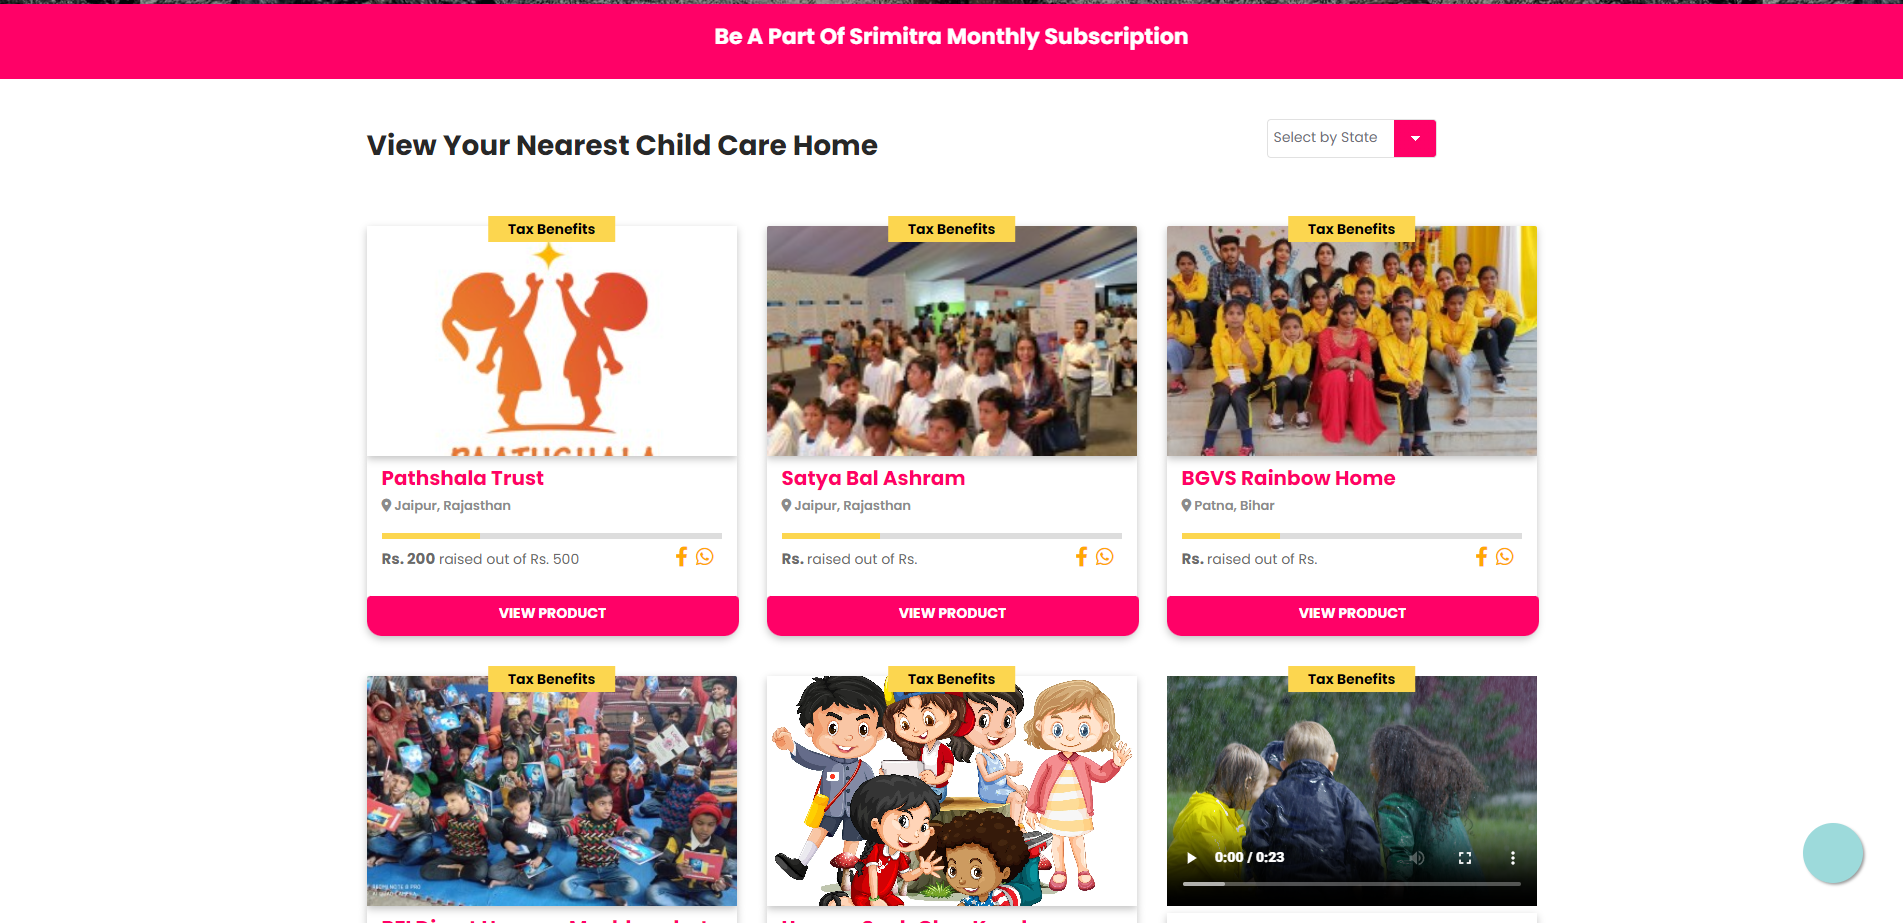 Be A Part Of Srimitra Monthly Subscription
View Your Nearest Child Care Home
Select by State
Tax Benefits
Tax Benefits
Tax Benefits
Pathshala Trust
Jaipur, Rajasthan
Rs. 200 raised out of Rs. 500
VIEW PRODUCT
Satya Bal Ashram
Jaipur, Rajasthan
Rs. raised out of Rs.
VIEW PRODUCT
BGVS Rainbow Home
Patna, Bihar
Rs. raised out of Rs.
VIEW PRODUCT
Tax Benefits
Tax Benefits
Tax Benefits
0:00 / 0:23